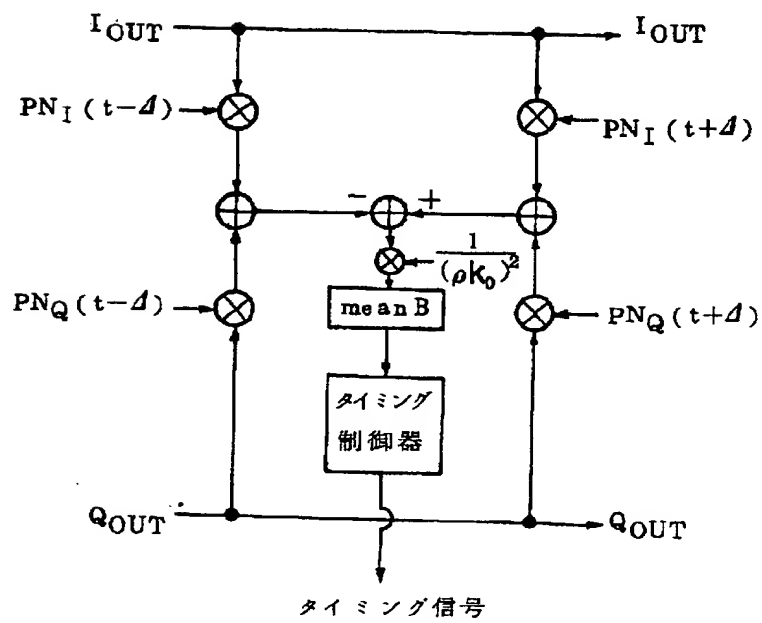 I_OUT I_OUT
PN_I (t−Δ) PN_I (t+Δ)
− +
1/(ρk₀)²
PN_Q (t−Δ) mean B PN_Q (t+Δ)
タイミング
制御器
Q_OUT Q_OUT
タイミング信号